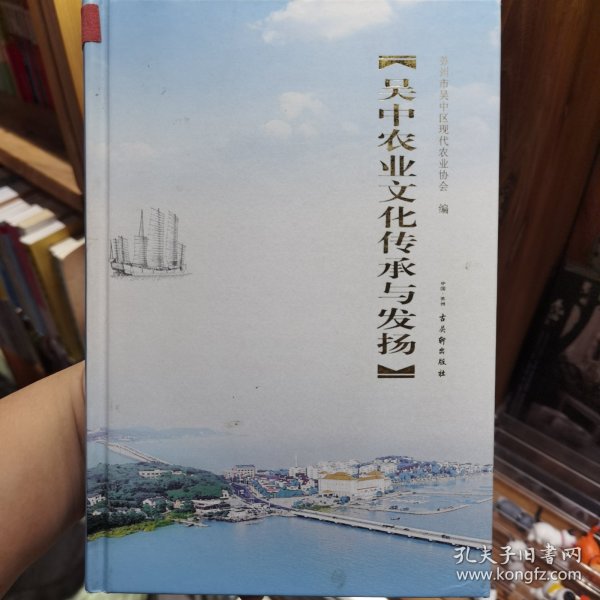 苏州市吴中区现代农业协会 编
【吴中农业文化传承与发扬】
中国·苏州
古吴轩出版社
孔夫子旧书网
www.kongfz.com